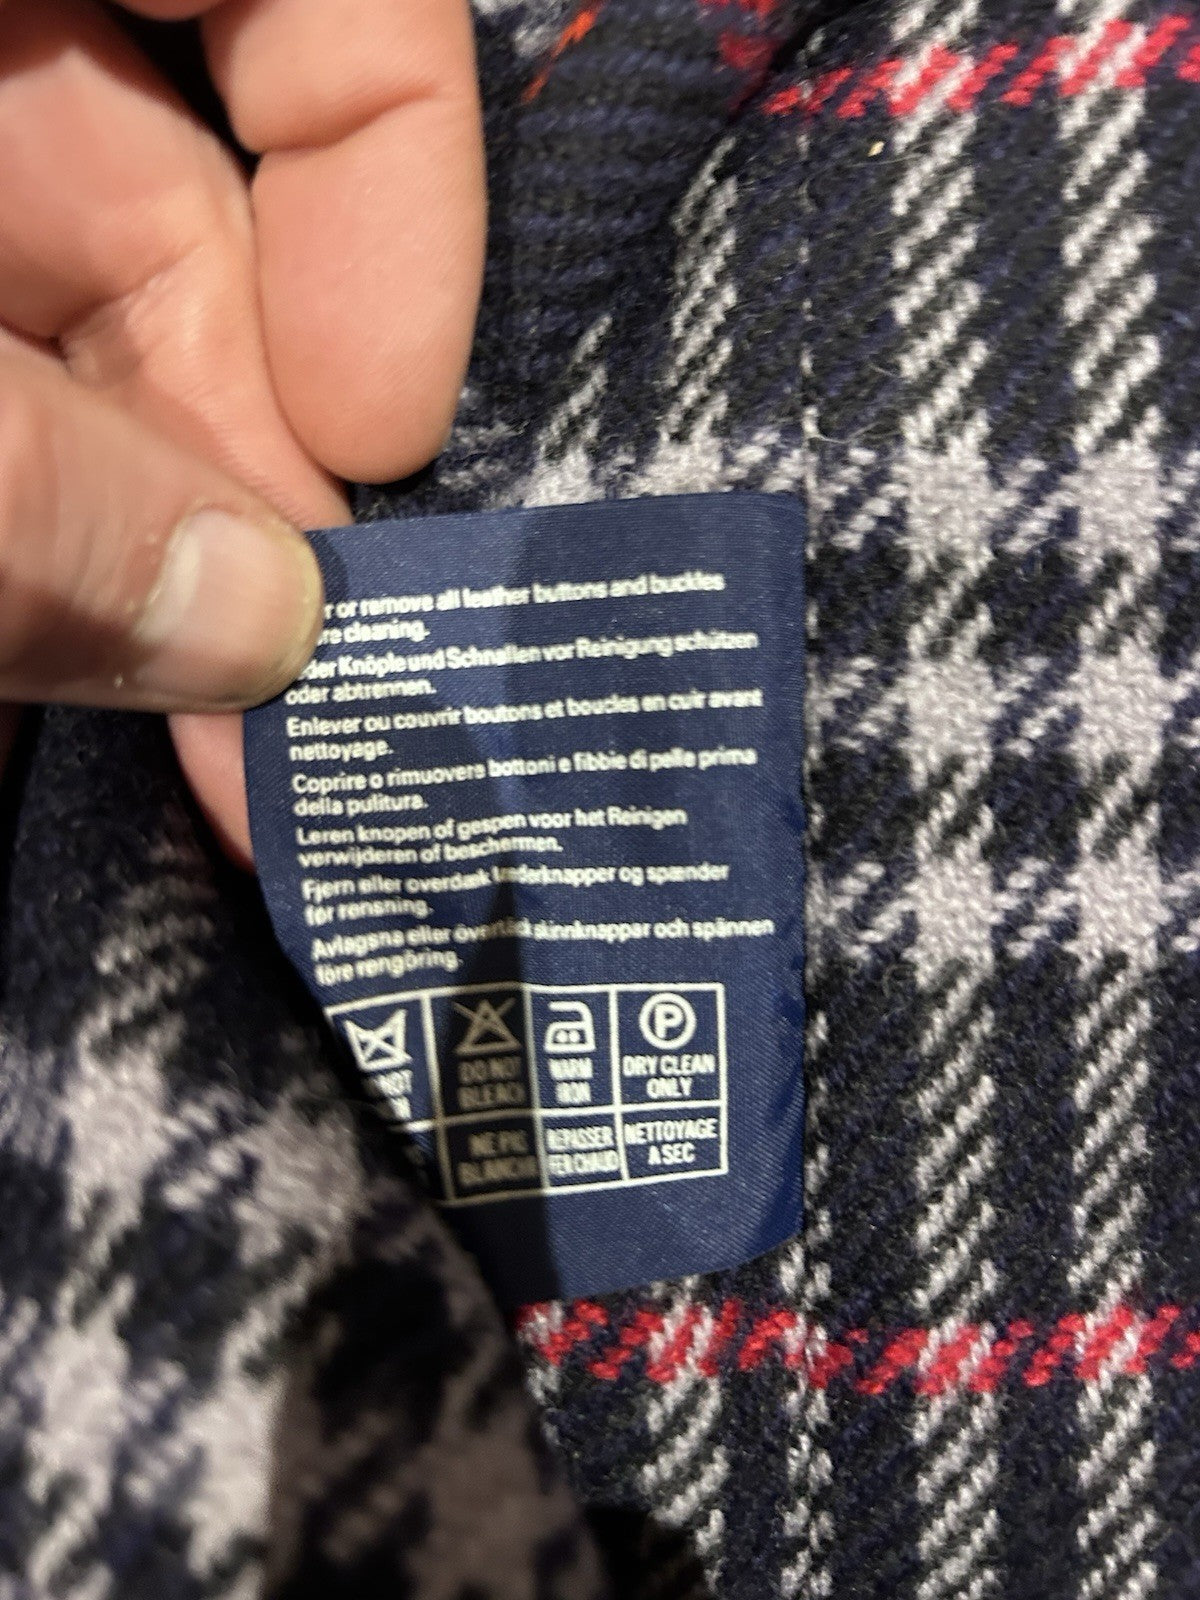 r or remove all leather buttons and buckles
re cleaning.
der Knöpfe und Schnallen vor Reinigung schützen
oder abtrennen.
Enlever ou couvrir boutons et boucles en cuir avant
nettoyage.
Coprire o rimuovere bottoni e fibbie di pelle prima
della pulitura.
Leren knopen of gespen voor het Reinigen
verwijderen of beschermen.
Fjern eller overdæk læderknapper og spænder
før rensning.
Avlägsna eller övertäck skinnknappar och spännen
före rengöring.
P
NOT DO NOT WARM DRY CLEAN
BLEACH IRON ONLY
NE PAS REPASSER NETTOYAGE
BLANCHIR A SEC